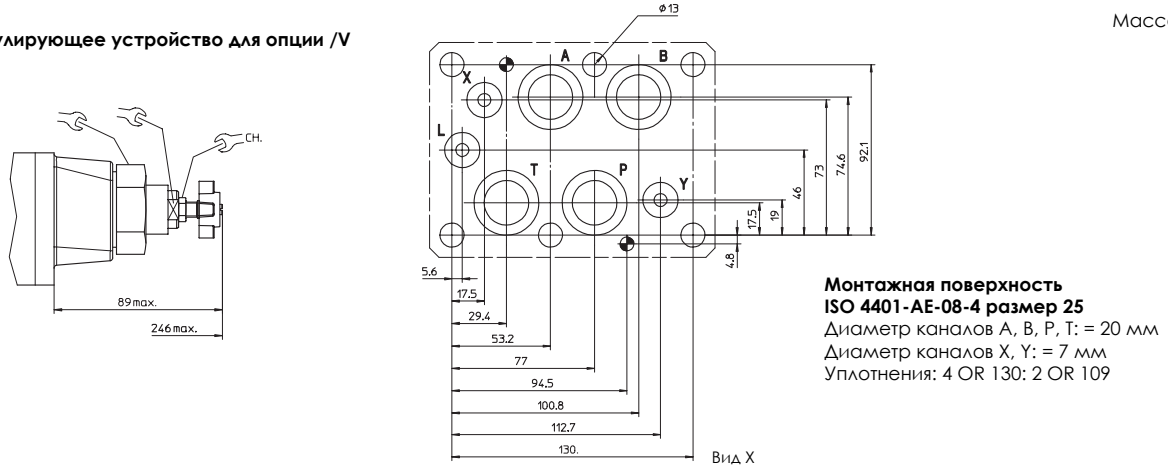 Масса
улирующее устройство для опции /V
CH.
89 max.
246 max.
ø 13
A
B
X
L
T
P
Y
17.5
19
46
73
74.6
92.1
4.8
5.6
17.5
29.4
53.2
77
94.5
100.8
112.7
130.
Вид X
Монтажная поверхность
ISO 4401-AE-08-4 размер 25
Диаметр каналов A, B, P, T: = 20 мм
Диаметр каналов X, Y: = 7 мм
Уплотнения: 4 OR 130: 2 OR 109